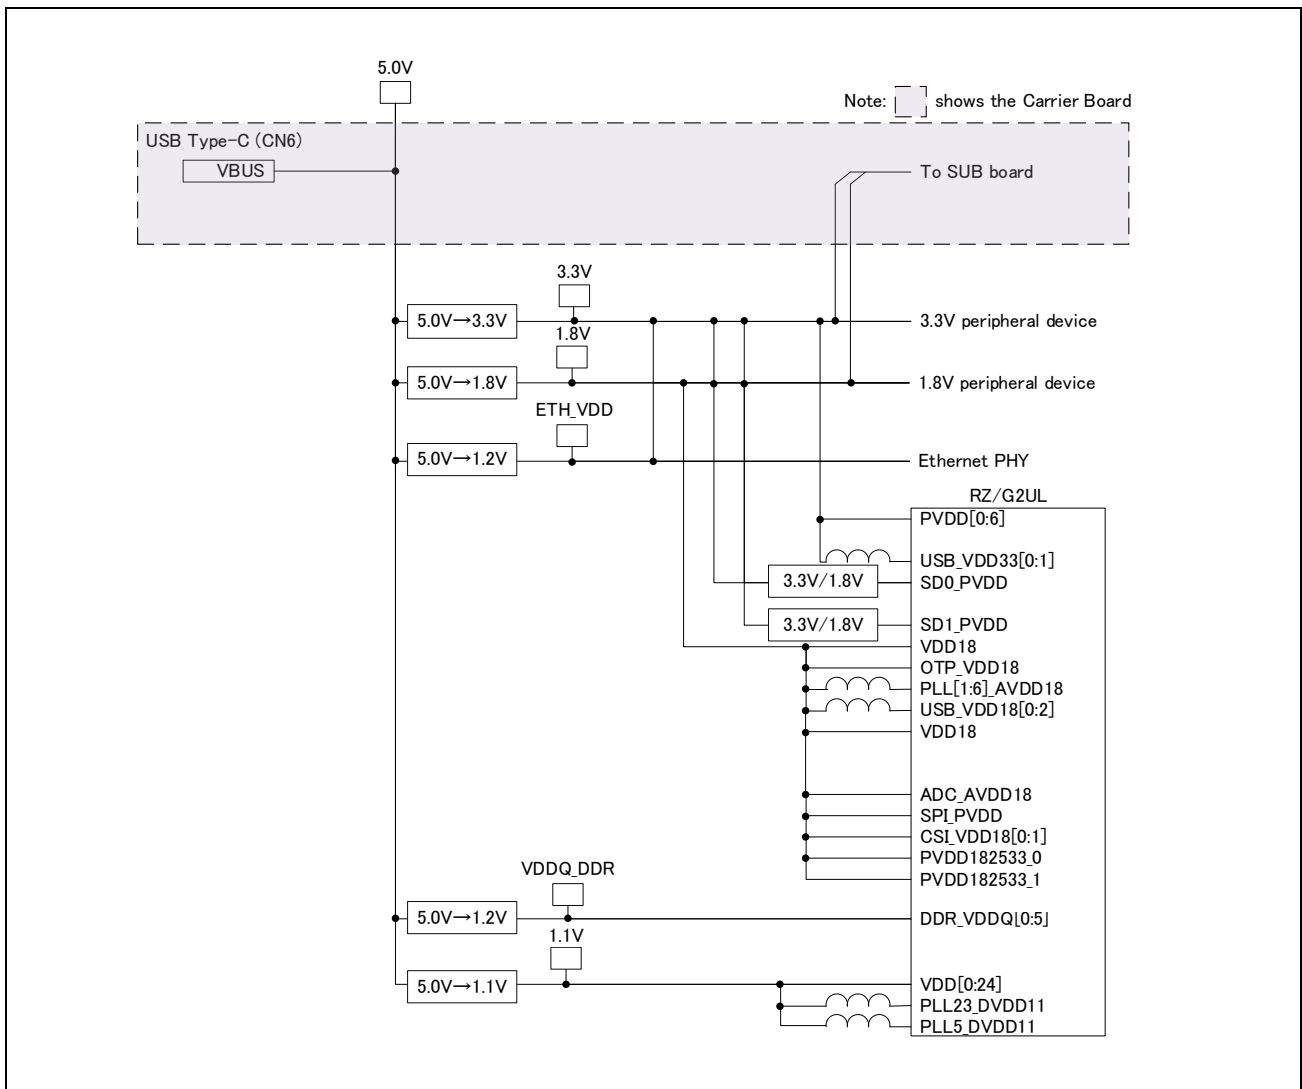 5.0V
Note: shows the Carrier Board
USB Type-C (CN6)
VBUS
To SUB board
3.3V
5.0V→3.3V
3.3V peripheral device
1.8V
5.0V→1.8V
1.8V peripheral device
ETH_VDD
5.0V→1.2V
Ethernet PHY
RZ/G2UL
PVDD[0:6]
USB_VDD33[0:1]
3.3V/1.8V
SD0_PVDD
3.3V/1.8V
SD1_PVDD
VDD18
OTP_VDD18
PLL[1:6]_AVDD18
USB_VDD18[0:2]
VDD18
ADC_AVDD18
SPI_PVDD
CSI_VDD18[0:1]
PVDD182533_0
PVDD182533_1
VDDQ_DDR
5.0V→1.2V
DDR_VDDQ[0:5]
1.1V
5.0V→1.1V
VDD[0:24]
PLL23_DVDD11
PLL5_DVDD11